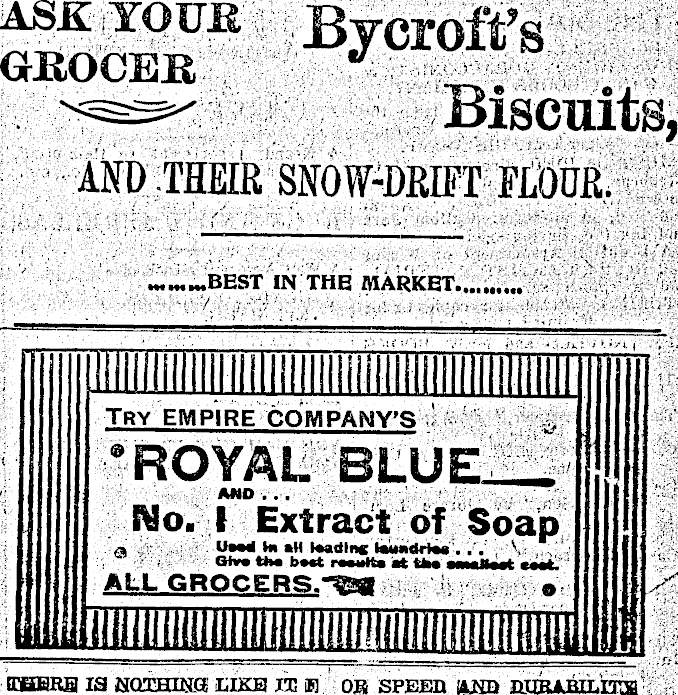 ASK YOUR
GROCER
Bycroft's
Biscuits,
AND THEIR SNOW-DRIFT FLOUR.
.........BEST IN THE MARKET..........
TRY EMPIRE COMPANY'S
ROYAL BLUE
AND ...
No. 1 Extract of Soap
Used in all leading laundries ...
Give the best results at the smallest cost.
ALL GROCERS.
THERE IS NOTHING LIKE IT F OR SPEED AND DURABILITY